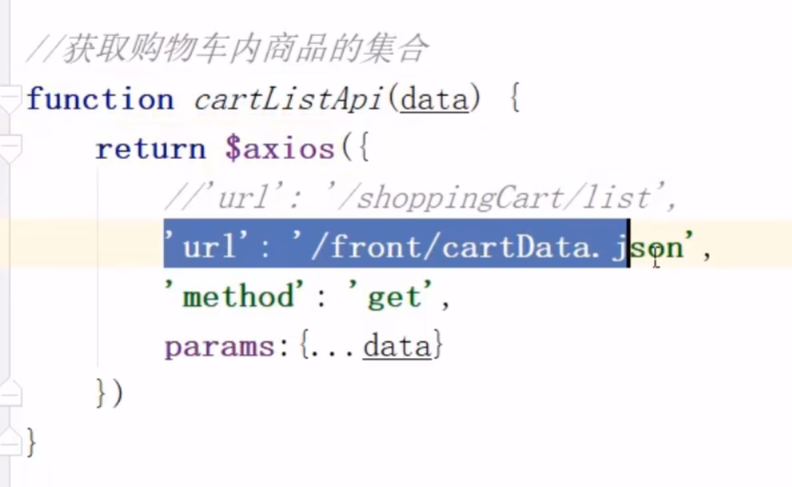 //获取购物车内商品的集合
function cartListApi(data) {
return $axios({
//'url': '/shoppingCart/list',
'url': '/front/cartData.json',
'method': 'get',
params:{...data}
})
}